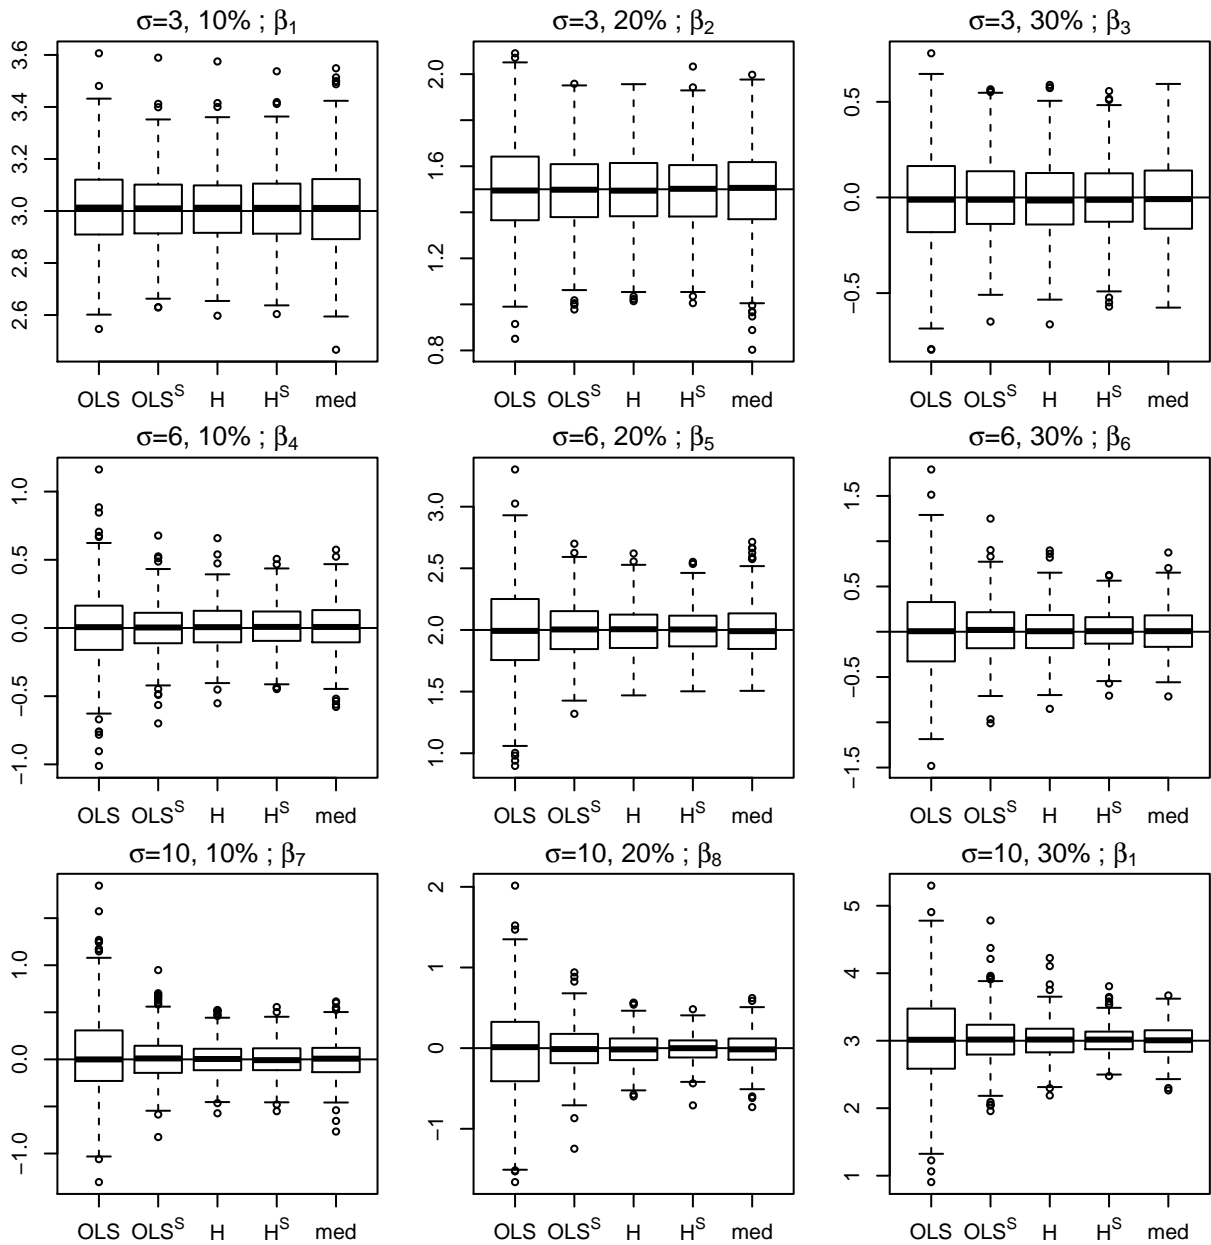 σ=3, 10% ; β₁
3.6
3.4
3.2
3.0
2.8
2.6
OLS OLSˢ H Hˢ med
σ=3, 20% ; β₂
2.0
1.6
1.2
0.8
OLS OLSˢ H Hˢ med
σ=3, 30% ; β₃
0.5
0.0
−0.5
OLS OLSˢ H Hˢ med
σ=6, 10% ; β₄
1.0
0.5
0.0
−0.5
−1.0
OLS OLSˢ H Hˢ med
σ=6, 20% ; β₅
3.0
2.5
2.0
1.5
1.0
OLS OLSˢ H Hˢ med
σ=6, 30% ; β₆
1.5
0.5
−0.5
−1.5
OLS OLSˢ H Hˢ med
σ=10, 10% ; β₇
1.0
0.0
−1.0
OLS OLSˢ H Hˢ med
σ=10, 20% ; β₈
2
1
0
−1
OLS OLSˢ H Hˢ med
σ=10, 30% ; β₁
5
4
3
2
1
OLS OLSˢ H Hˢ med